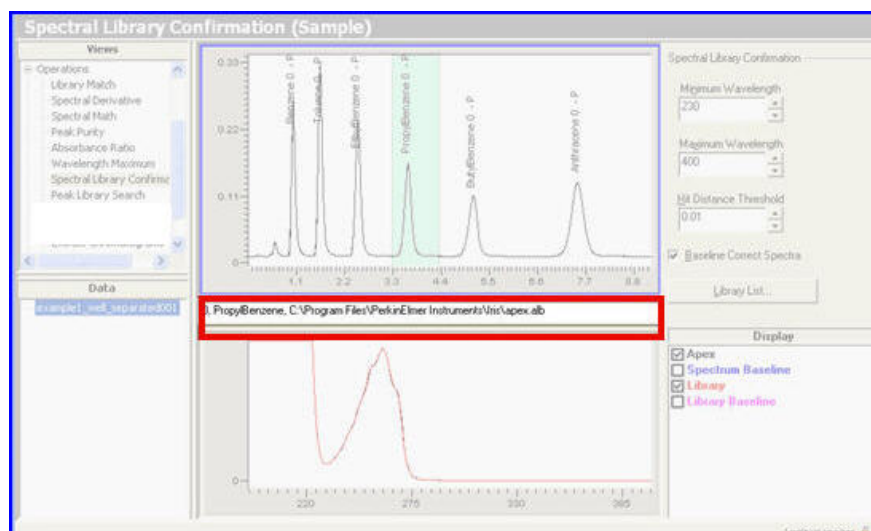 Spectral Library Confirmation (Sample)
Views
Operations
Library Match
Spectral Derivative
Spectral Math
Peak Purity
Absorbance Ratio
Wavelength Maximum
Spectral Library Confirma
Peak Library Search
Data
example1_well_separated001
0.33
0.22
0.11
0
Benzene 0 - P
Toluene 0 - P
EthylBenzene 0 - P
PropylBenzene 0 - P
ButylBenzene 0 - P
Anthracene 0 - P
1.1 2.2 3.3 4.4 5.5 6.6 7.7 8.8
0, PropylBenzene, C:\Program Files\PerkinElmer Instruments\Iris\apex.alb
0
220 275 330 385
Spectral Library Confirmation
Minimum Wavelength
230
Maximum Wavelength
400
Hit Distance Threshold
0.01
Baseline Correct Spectra
Library List...
Display
Apex
Spectrum Baseline
Library
Library Baseline